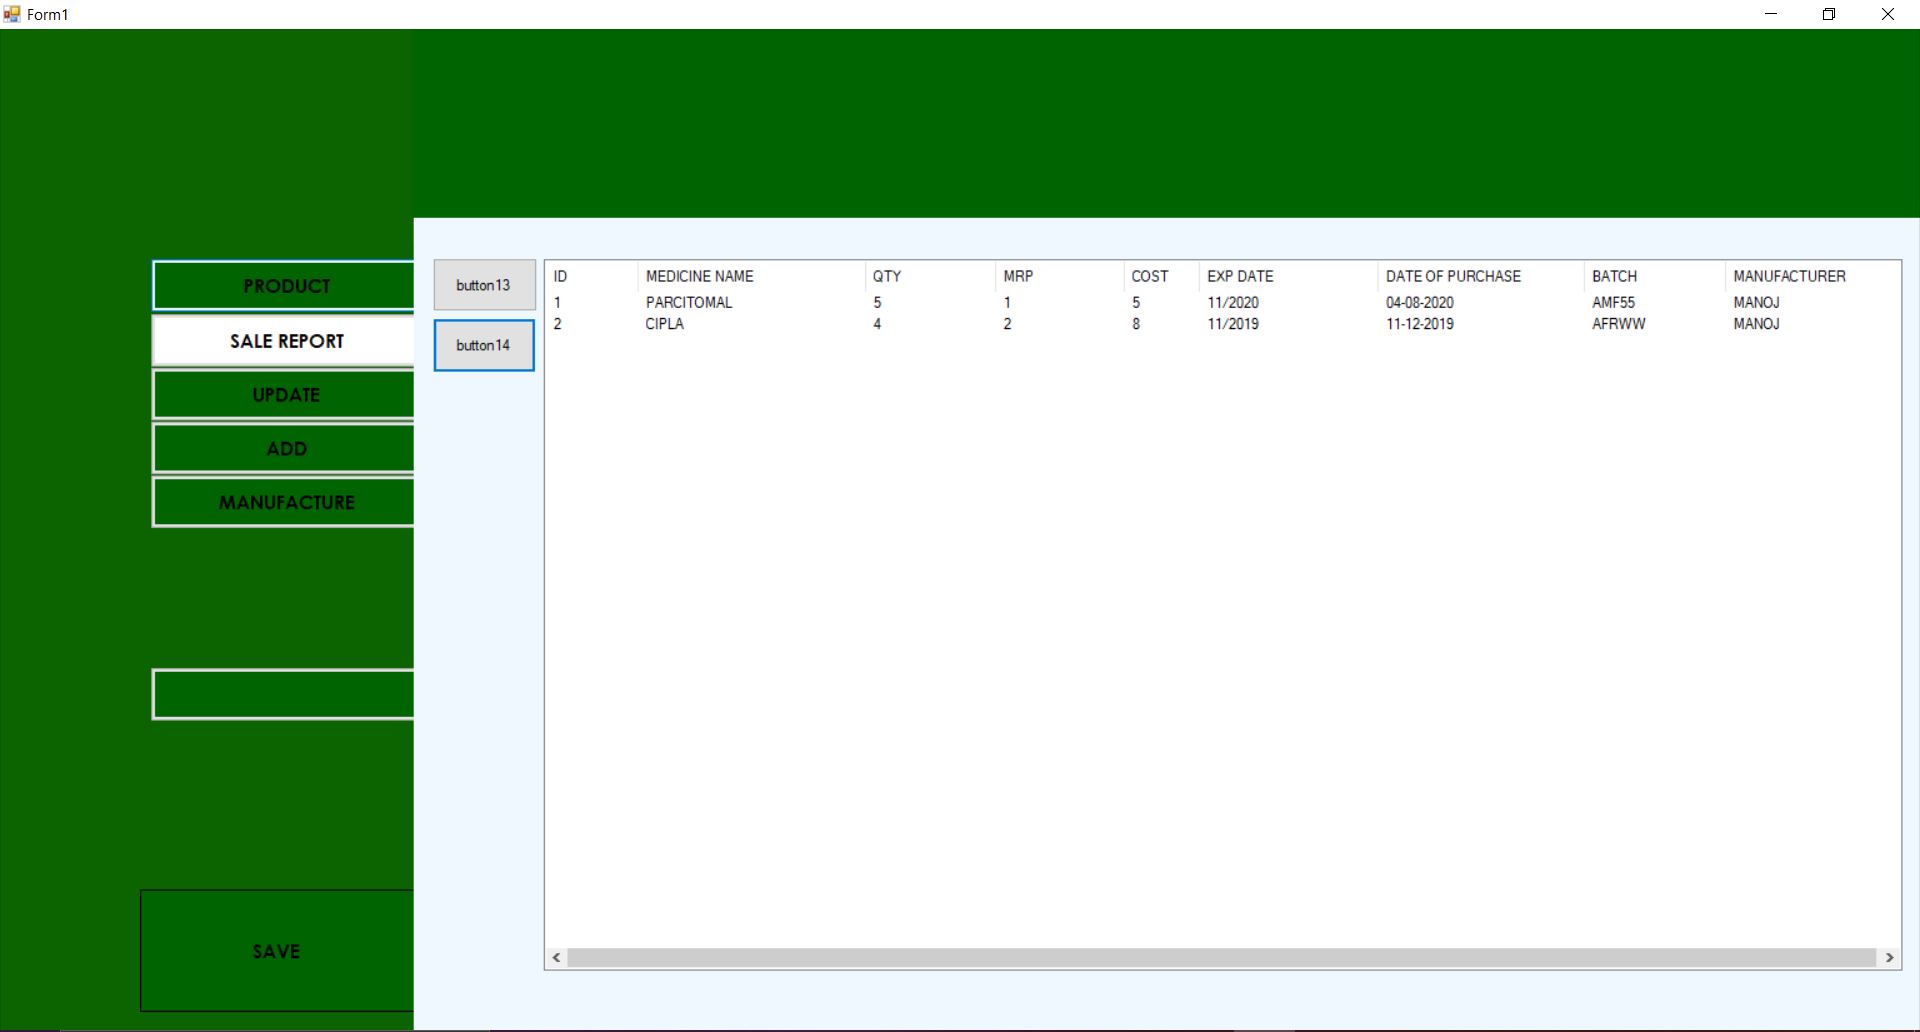 Form1
PRODUCT
SALE REPORT
UPDATE
ADD
MANUFACTURE
SAVE
button13
button14
ID MEDICINE NAME QTY MRP COST EXP DATE DATE OF PURCHASE BATCH MANUFACTURER
1 PARCITOMAL 5 1 5 11/2020 04-08-2020 AMF55 MANOJ
2 CIPLA 4 2 8 11/2019 11-12-2019 AFRWW MANOJ